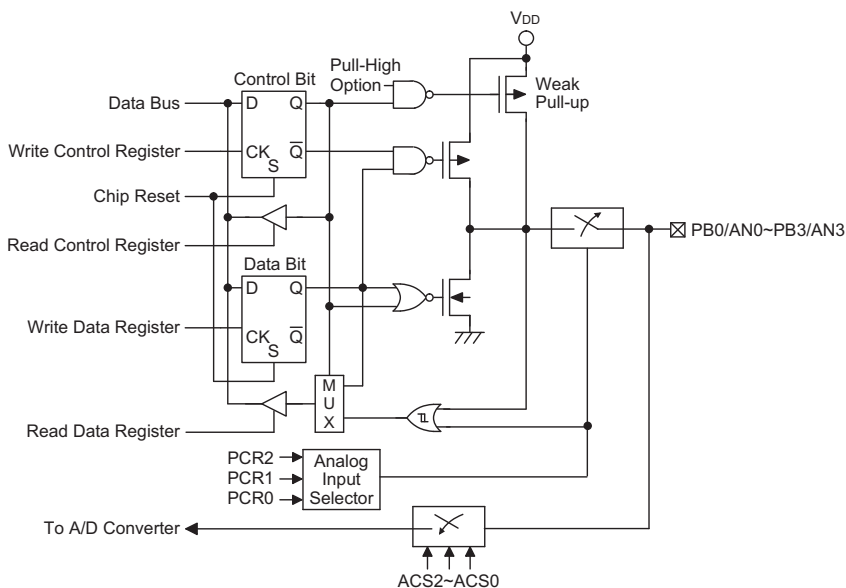 VDD
Pull-High
Option
Weak
Pull-up
Control Bit
Data Bus
D
Q
Write Control Register
CK
Q̅
S
Chip Reset
Read Control Register
PB0/AN0~PB3/AN3
Data Bit
D
Q
Write Data Register
CK
Q̅
S
M
U
X
Read Data Register
PCR2
PCR1
PCR0
Analog
Input
Selector
To A/D Converter
ACS2~ACS0